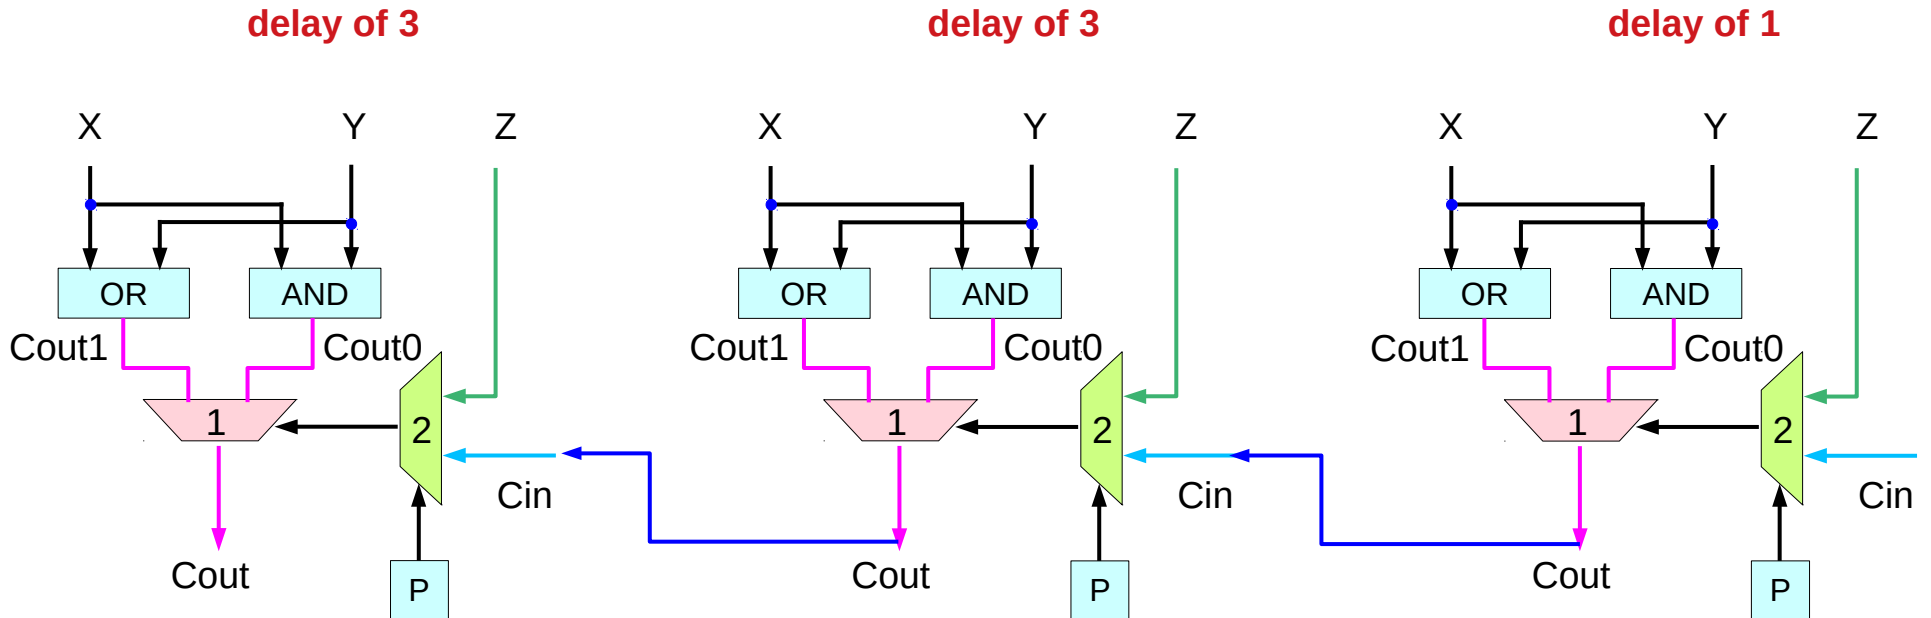 delay of 3 delay of 3 delay of 1
X Y Z X Y Z X Y Z
OR AND OR AND OR AND
Cout1 Cout0 Cout1 Cout0 Cout1 Cout0
1 2 1 2 1 2
Cin Cin Cin
Cout P Cout P Cout P